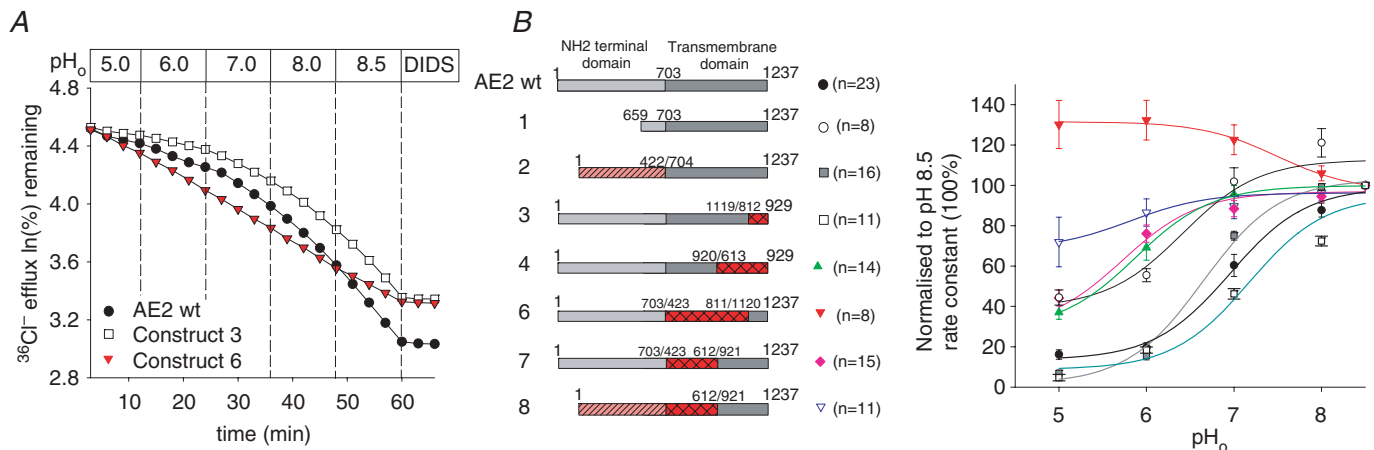 A
pHo 5.0 6.0 7.0 8.0 8.5 DIDS
4.8
4.4
4.0
3.6
3.2
2.8
36Cl− efflux ln(%) remaining
AE2 wt
Construct 3
Construct 6
10 20 30 40 50 60
time (min)
B
NH2 terminal domain
Transmembrane domain
AE2 wt 1 703 1237 (n=23)
1 659 703 1237 (n=8)
2 1 422/704 1237 (n=16)
3 1 1119/812 929 (n=11)
4 1 920/613 929 (n=14)
6 1 703/423 811/1120 1237 (n=8)
7 1 703/423 612/921 1237 (n=15)
8 1 612/921 1237 (n=11)
Normalised to pH 8.5
rate constant (100%)
140
120
100
80
60
40
20
0
5 6 7 8
pHo